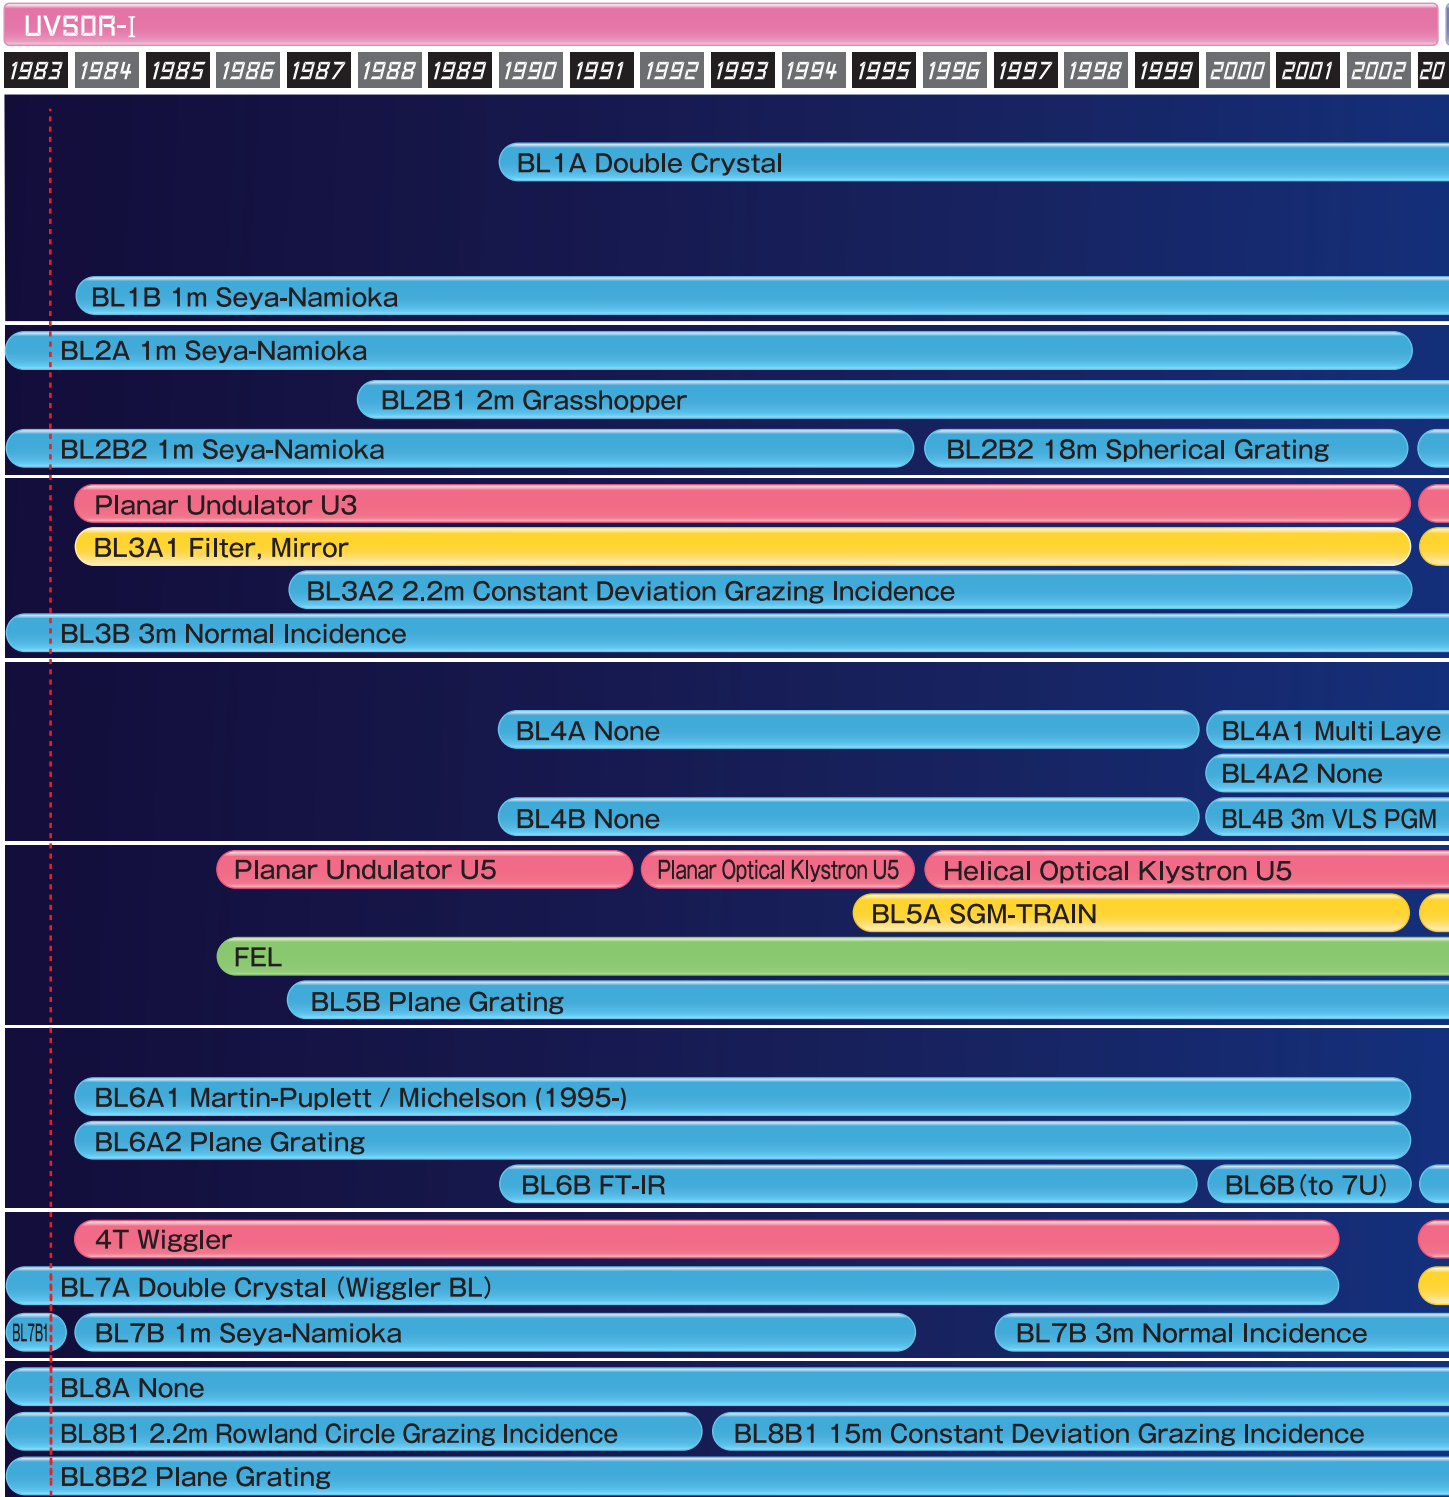 UVSOR-I
1983 1984 1985 1986 1987 1988 1989 1990 1991 1992 1993 1994 1995 1996 1997 1998 1999 2000 2001 2002 20
BL1A Double Crystal
BL1B 1m Seya-Namioka
BL2A 1m Seya-Namioka
BL2B1 2m Grasshopper
BL2B2 1m Seya-Namioka BL2B2 18m Spherical Grating
Planar Undulator U3
BL3A1 Filter, Mirror
BL3A2 2.2m Constant Deviation Grazing Incidence
BL3B 3m Normal Incidence
BL4A None BL4A1 Multi Laye
BL4A2 None
BL4B None BL4B 3m VLS PGM
Planar Undulator U5 Planar Optical Klystron U5 Helical Optical Klystron U5
BL5A SGM-TRAIN
FEL
BL5B Plane Grating
BL6A1 Martin-Puplett / Michelson (1995-)
BL6A2 Plane Grating
BL6B FT-IR BL6B (to 7U)
4T Wiggler
BL7A Double Crystal (Wiggler BL)
BL7B1 BL7B 1m Seya-Namioka BL7B 3m Normal Incidence
BL8A None
BL8B1 2.2m Rowland Circle Grazing Incidence BL8B1 15m Constant Deviation Grazing Incidence
BL8B2 Plane Grating